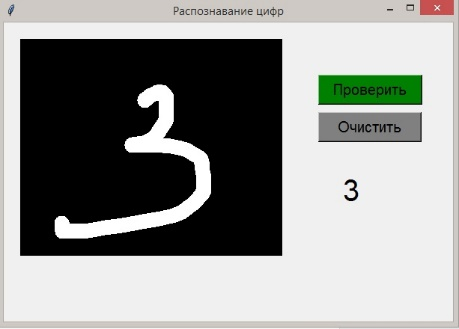 Распознавание цифр
3
Проверить
Очистить
3